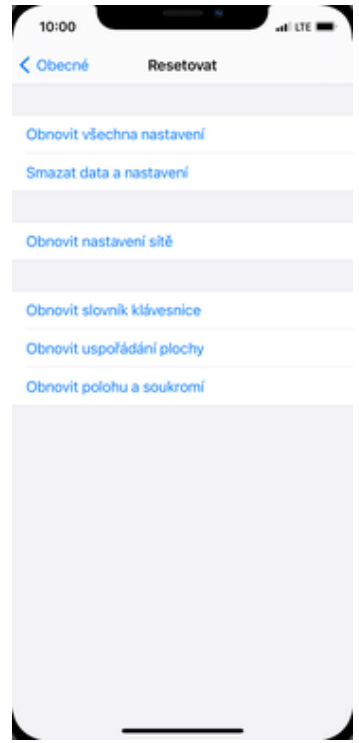 10:00 LTE
Obecné Resetovat
Obnovit všechna nastavení
Smazat data a nastavení
Obnovit nastavení sítě
Obnovit slovník klávesnice
Obnovit uspořádání plochy
Obnovit polohu a soukromí